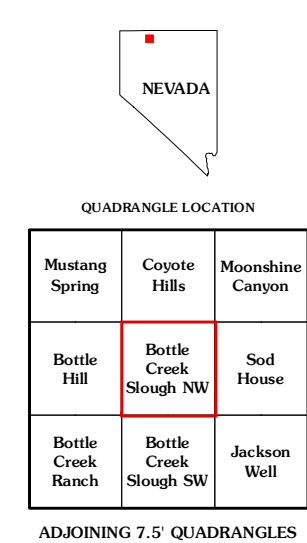 NEVADA
QUADRANGLE LOCATION
Mustang
Spring
Coyote
Hills
Moonshine
Canyon
Bottle
Hill
Bottle
Creek
Slough NW
Sod
House
Bottle
Creek
Ranch
Bottle
Creek
Slough SW
Jackson
Well
ADJOINING 7.5' QUADRANGLES